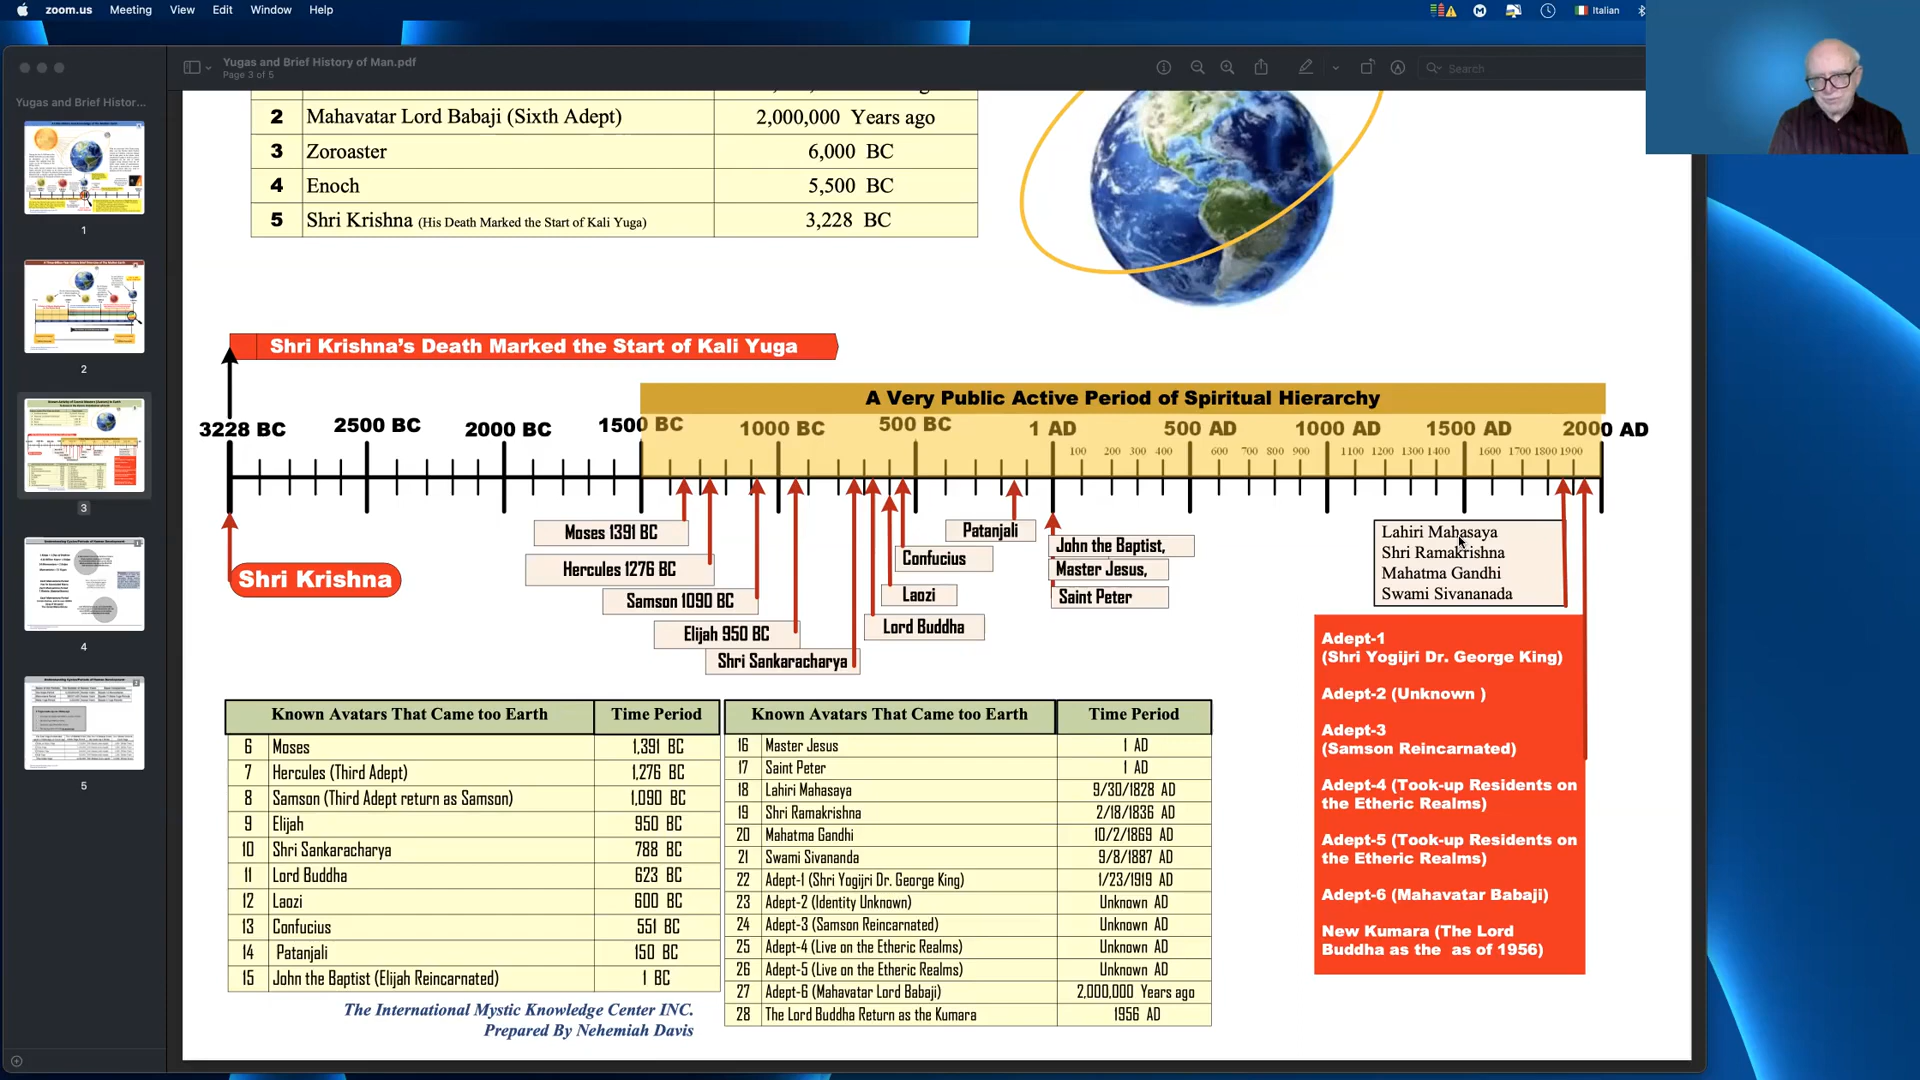 zoom.us Meeting View Edit Window Help
Italian
Yugas and Brief History of Man.pdf
Page 3 of 5
Search
Yugas and Brief Histor...
1
2
3
4
5
2 Mahavatar Lord Babaji (Sixth Adept) 2,000,000 Years ago
3 Zoroaster 6,000 BC
4 Enoch 5,500 BC
5 Shri Krishna (His Death Marked the Start of Kali Yuga) 3,228 BC
Shri Krishna's Death Marked the Start of Kali Yuga
A Very Public Active Period of Spiritual Hierarchy
3228 BC 2500 BC 2000 BC 1500 BC 1000 BC 500 BC 1 AD 500 AD 1000 AD 1500 AD 2000 AD
100 200 300 400 600 700 800 900 1100 1200 1300 1400 1600 1700 1800 1900
Moses 1391 BC
Hercules 1276 BC
Samson 1090 BC
Elijah 950 BC
Shri Sankaracharya
Shri Krishna
Patanjali
Confucius
Laozi
Lord Buddha
John the Baptist,
Master Jesus,
Saint Peter
Lahiri Mahasaya
Shri Ramakrishna
Mahatma Gandhi
Swami Sivananada
Adept-1
(Shri Yogijri Dr. George King)
Adept-2 (Unknown )
Adept-3
(Samson Reincarnated)
Adept-4 (Took-up Residents on
the Etheric Realms)
Adept-5 (Took-up Residents on
the Etheric Realms)
Adept-6 (Mahavatar Babaji)
New Kumara (The Lord
Buddha as the as of 1956)
Known Avatars That Came too Earth Time Period
6 Moses 1,391 BC
7 Hercules (Third Adept) 1,276 BC
8 Samson (Third Adept return as Samson) 1,090 BC
9 Elijah 950 BC
10 Shri Sankaracharya 788 BC
11 Lord Buddha 623 BC
12 Laozi 600 BC
13 Confucius 551 BC
14 Patanjali 150 BC
15 John the Baptist (Elijah Reincarnated) 1 BC
Known Avatars That Came too Earth Time Period
16 Master Jesus 1 AD
17 Saint Peter 1 AD
18 Lahiri Mahasaya 9/30/1828 AD
19 Shri Ramakrishna 2/18/1836 AD
20 Mahatma Gandhi 10/2/1869 AD
21 Swami Sivananda 9/8/1887 AD
22 Adept-1 (Shri Yogijri Dr. George King) 1/23/1919 AD
23 Adept-2 (Identity Unknown) Unknown AD
24 Adept-3 (Samson Reincarnated) Unknown AD
25 Adept-4 (Live on the Etheric Realms) Unknown AD
26 Adept-5 (Live on the Etheric Realms) Unknown AD
27 Adept-6 (Mahavatar Lord Babaji) 2,000,000 Years ago
28 The Lord Buddha Return as the Kumara 1956 AD
The International Mystic Knowledge Center INC.
Prepared By Nehemiah Davis